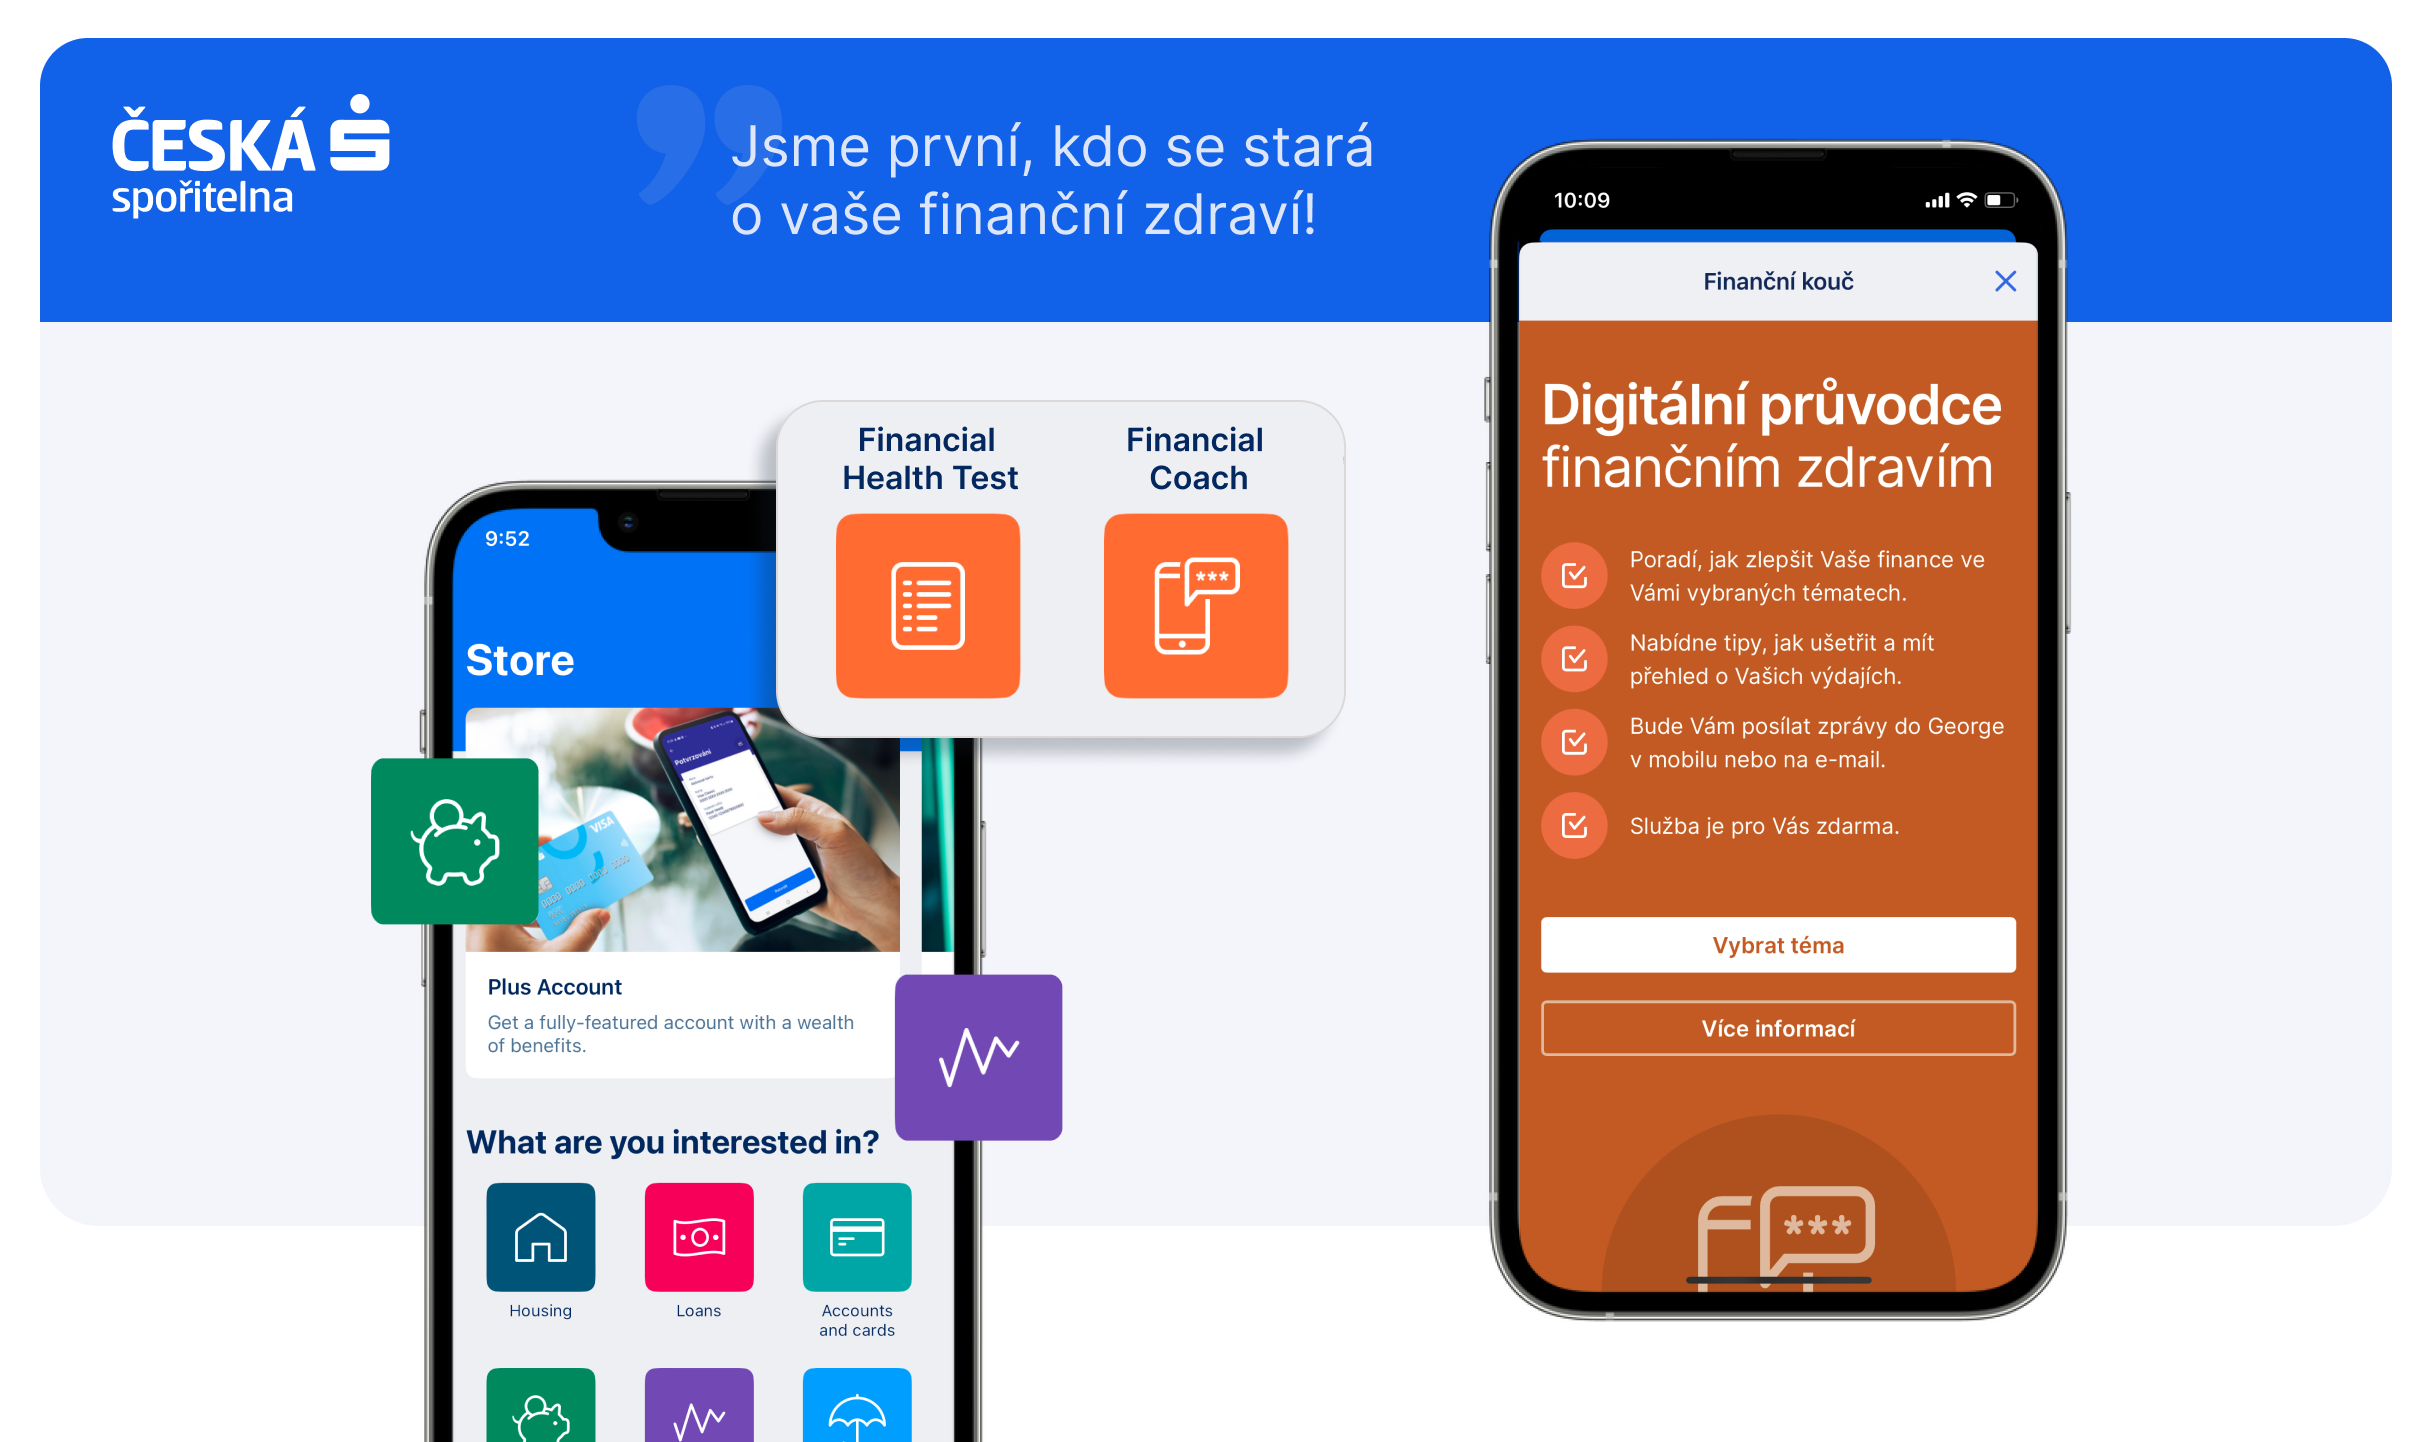 ČESKÁ
spořitelna
Jsme první, kdo se stará
o vaše finanční zdraví!
Financial
Health Test
Financial
Coach
9:52
Store
Potvrzování
VISA
Plus Account
Get a fully-featured account with a wealth
of benefits.
What are you interested in?
Housing
Loans
Accounts
and cards
10:09
Finanční kouč
Digitální průvodce
finančním zdravím
Poradí, jak zlepšit Vaše finance ve
Vámi vybraných tématech.
Nabídne tipy, jak ušetřit a mít
přehled o Vašich výdajích.
Bude Vám posílat zprávy do George
v mobilu nebo na e-mail.
Služba je pro Vás zdarma.
Vybrat téma
Více informací